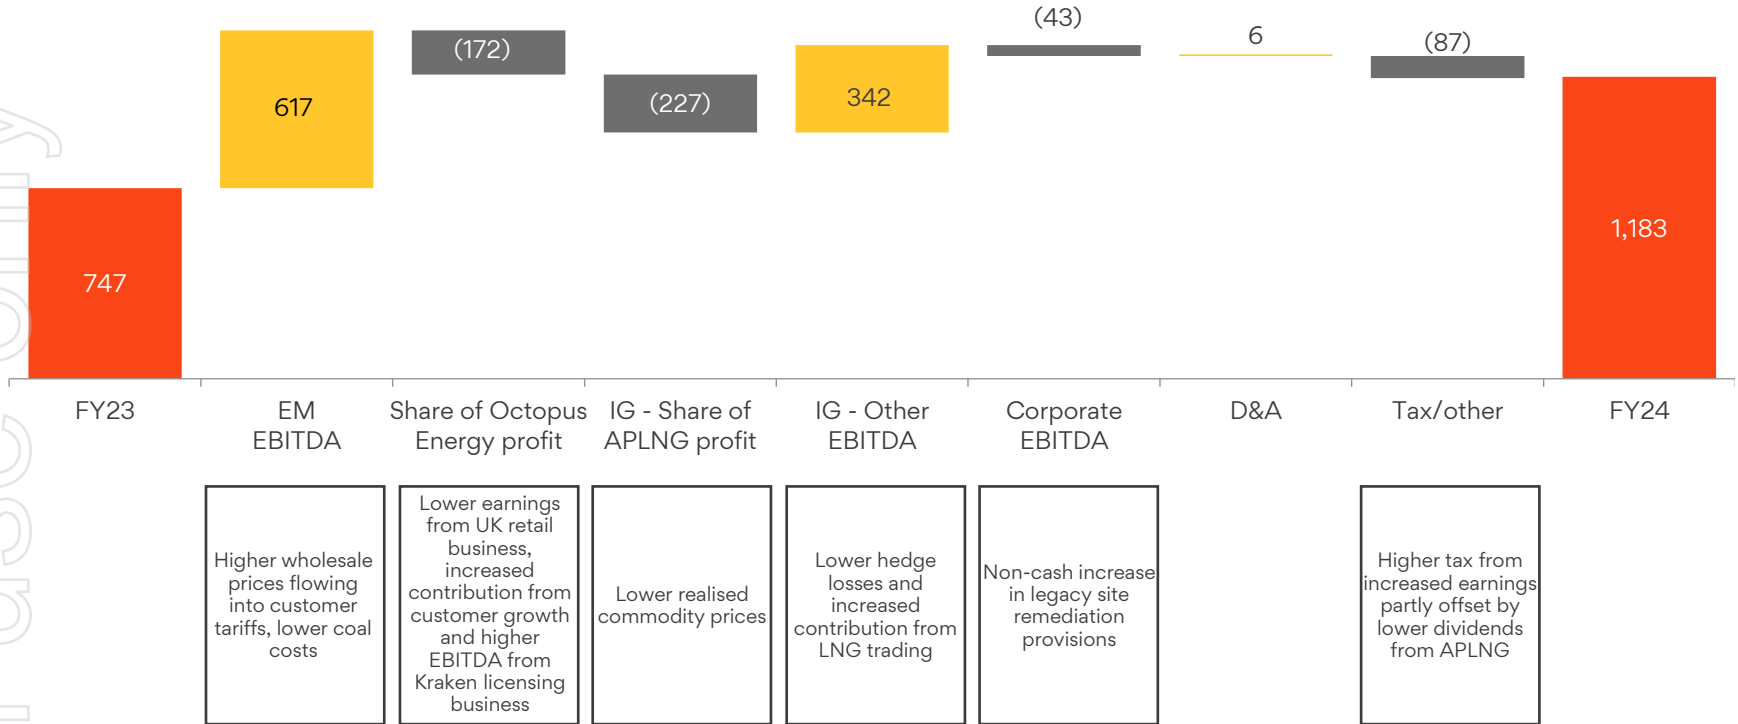 (43)
6
(87)
(172)
617
(227)
342
747
1,183
FY23
EM
EBITDA
Share of Octopus
Energy profit
IG - Share of
APLNG profit
IG - Other
EBITDA
Corporate
EBITDA
D&A
Tax/other
FY24
Higher wholesale
prices flowing
into customer
tariffs, lower coal
costs
Lower earnings
from UK retail
business,
increased
contribution from
customer growth
and higher
EBITDA from
Kraken licensing
business
Lower realised
commodity prices
Lower hedge
losses and
increased
contribution from
LNG trading
Non-cash increase
in legacy site
remediation
provisions
Higher tax from
increased earnings
partly offset by
lower dividends
from APLNG